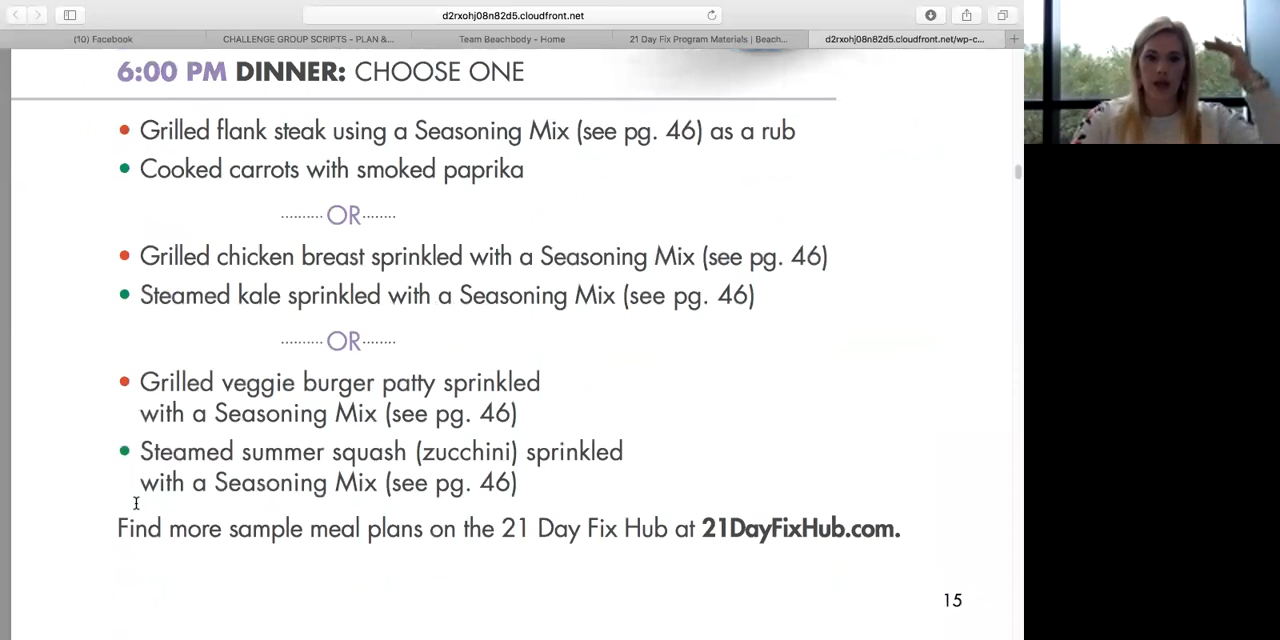 d2rxohj08n82d5.cloudfront.net
(10) Facebook
CHALLENGE GROUP SCRIPTS - PLAN &...
Team Beachbody - Home
21 Day Fix Program Materials | Beach...
d2rxohj08n82d5.cloudfront.net/wp-c...
6:00 PM DINNER: CHOOSE ONE
• Grilled flank steak using a Seasoning Mix (see pg. 46) as a rub
• Cooked carrots with smoked paprika
.......... OR........
• Grilled chicken breast sprinkled with a Seasoning Mix (see pg. 46)
• Steamed kale sprinkled with a Seasoning Mix (see pg. 46)
.......... OR........
• Grilled veggie burger patty sprinkled
with a Seasoning Mix (see pg. 46)
• Steamed summer squash (zucchini) sprinkled
with a Seasoning Mix (see pg. 46)
Find more sample meal plans on the 21 Day Fix Hub at 21DayFixHub.com.
15